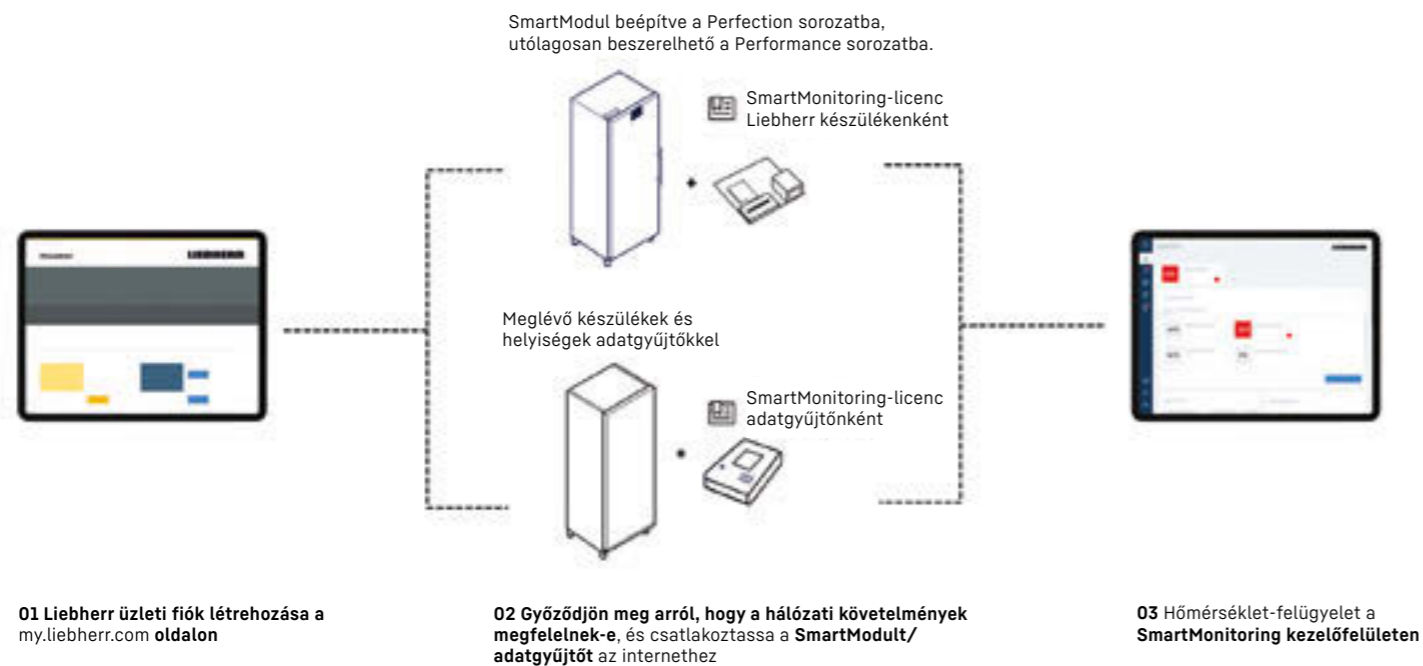 SmartModul beépítve a Perfection sorozatba,
utólagosan beszerelhető a Performance sorozatba.
SmartMonitoring-licenc
Liebherr készülékenként
LIEBHERR
Meglévő készülékek és
helyiségek adatgyűjtőkkel
SmartMonitoring-licenc
adatgyűjtőnként
01 Liebherr üzleti fiók létrehozása a
my.liebherr.com oldalon
02 Győződjön meg arról, hogy a hálózati követelmények
megfelelnek-e, és csatlakoztassa a SmartModult/
adatgyűjtőt az internethez
03 Hőmérséklet-felügyelet a
SmartMonitoring kezelőfelületen